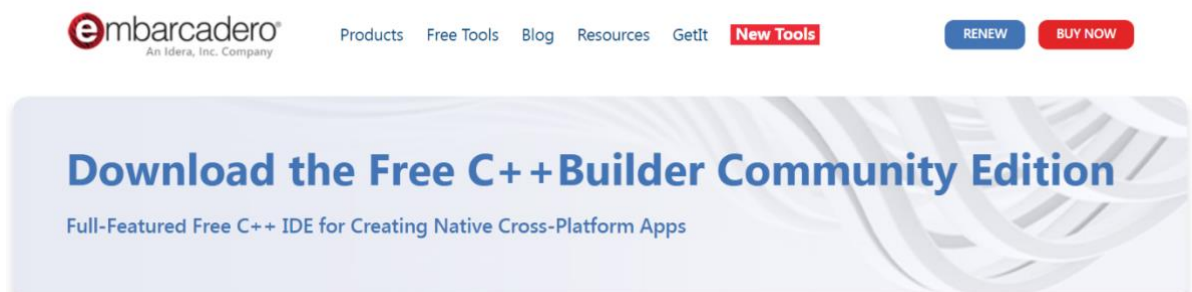 embarcadero®
An Idera, Inc. Company
Products Free Tools Blog Resources GetIt New Tools RENEW BUY NOW
Download the Free C++Builder Community Edition
Full-Featured Free C++ IDE for Creating Native Cross-Platform Apps